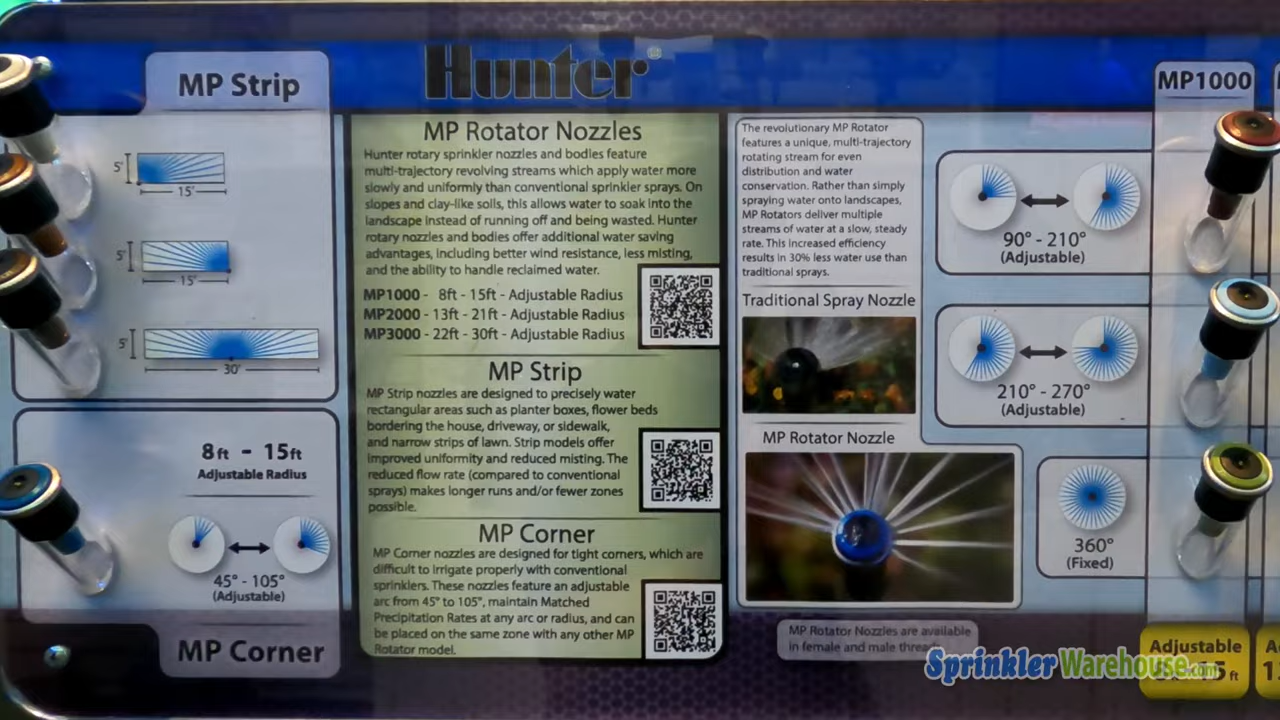 MP Strip
5'
15'
5'
15'
5'
30'
8ft - 15ft
Adjustable Radius
45° - 105°
(Adjustable)
MP Corner
Hunter®
MP Rotator Nozzles
Hunter rotary sprinkler nozzles and bodies feature
multi-trajectory revolving streams which apply water more
slowly and uniformly than conventional sprinkler sprays. On
slopes and clay-like soils, this allows water to soak into the
landscape instead of running off and being wasted. Hunter
rotary nozzles and bodies offer additional water saving
advantages, including better wind resistance, less misting,
and the ability to handle reclaimed water.
MP1000 - 8ft - 15ft - Adjustable Radius
MP2000 - 13ft - 21ft - Adjustable Radius
MP3000 - 22ft - 30ft - Adjustable Radius
MP Strip
MP Strip nozzles are designed to precisely water
rectangular areas such as planter boxes, flower beds
bordering the house, driveway, or sidewalk,
and narrow strips of lawn. Strip models offer
improved uniformity and reduced misting. The
reduced flow rate (compared to conventional
sprays) makes longer runs and/or fewer zones
possible.
MP Corner
MP Corner nozzles are designed for tight corners, which are
difficult to irrigate properly with conventional
sprinklers. These nozzles feature an adjustable
arc from 45° to 105°, maintain Matched
Precipitation Rates at any arc or radius, and can
be placed on the same zone with any other MP
Rotator model.
The revolutionary MP Rotator
features a unique, multi-trajectory
rotating stream for even
distribution and water
conservation. Rather than simply
spraying water onto landscapes,
MP Rotators deliver multiple
streams of water at a slow, steady
rate. This increased efficiency
results in 30% less water use than
traditional sprays.
Traditional Spray Nozzle
MP Rotator Nozzle
MP Rotator Nozzles are available
in female and male
MP1000
90° - 210°
(Adjustable)
210° - 270°
(Adjustable)
360°
(Fixed)
Adjustable
ft
SprinklerWarehouse.com